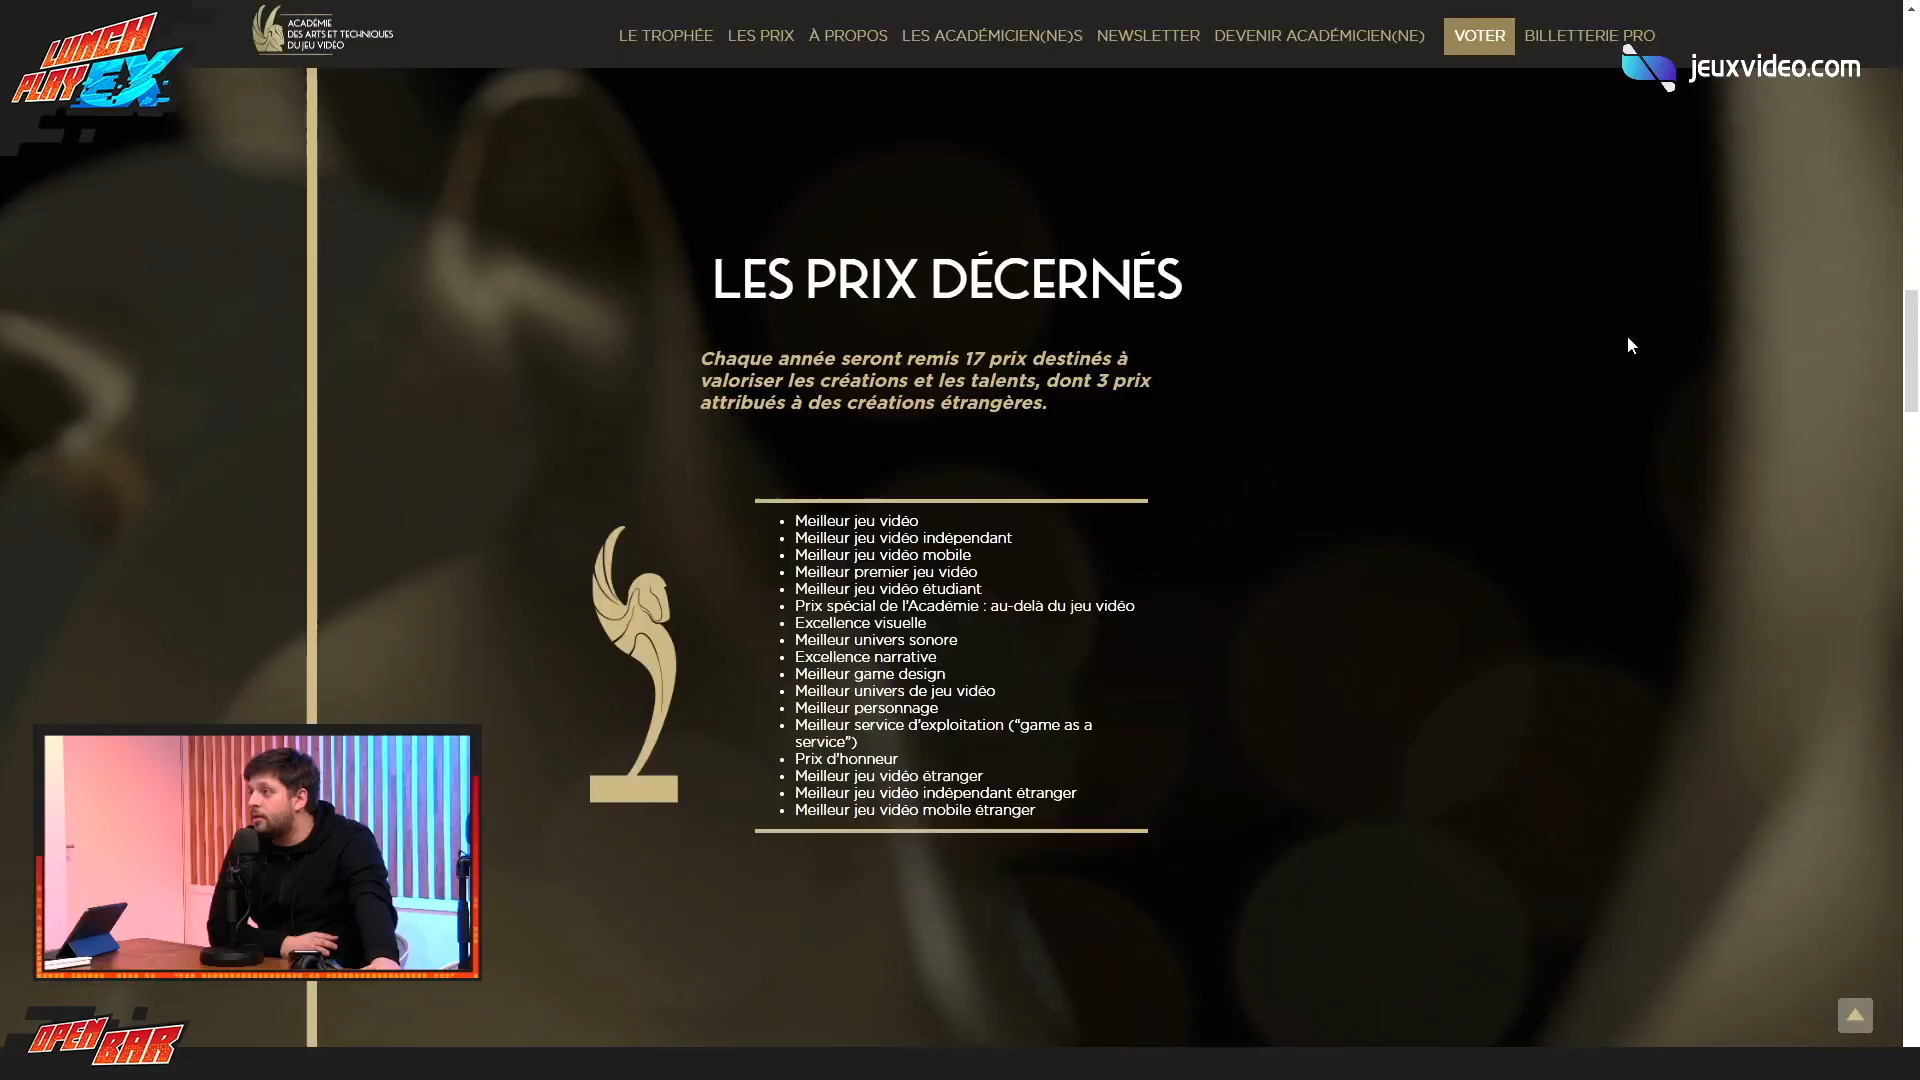 LUNCH
PLAY EX
ACADÉMIE
DES ARTS ET TECHNIQUES
DU JEU VIDÉO
LE TROPHÉE LES PRIX À PROPOS LES ACADÉMICIEN(NE)S NEWSLETTER DEVENIR ACADÉMICIEN(NE) VOTER BILLETTERIE PRO
jeuxvideo.com
LES PRIX DÉCERNÉS
Chaque année seront remis 17 prix destinés à
valoriser les créations et les talents, dont 3 prix
attribués à des créations étrangères.
• Meilleur jeu vidéo
• Meilleur jeu vidéo indépendant
• Meilleur jeu vidéo mobile
• Meilleur premier jeu vidéo
• Meilleur jeu vidéo étudiant
• Prix spécial de l’Académie : au-delà du jeu vidéo
• Excellence visuelle
• Meilleur univers sonore
• Excellence narrative
• Meilleur game design
• Meilleur univers de jeu vidéo
• Meilleur personnage
• Meilleur service d’exploitation (“game as a
service”)
• Prix d’honneur
• Meilleur jeu vidéo étranger
• Meilleur jeu vidéo indépendant étranger
• Meilleur jeu vidéo mobile étranger
OPEN
BAR